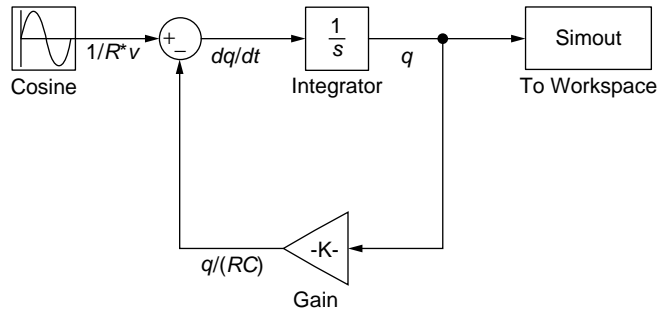 +
−
1
s
Simout
1/R*v
dq/dt
q
Cosine
Integrator
To Workspace
-K-
q/(RC)
Gain